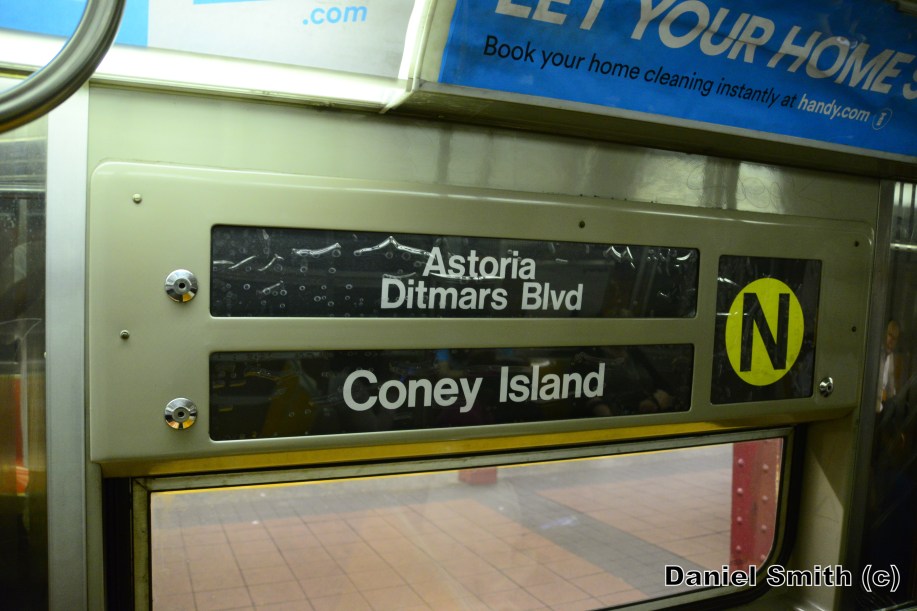 .com
LET YOUR HOME'S
Book your home cleaning instantly at handy.com
Astoria
Ditmars Blvd
Coney Island
N
Daniel Smith (c)